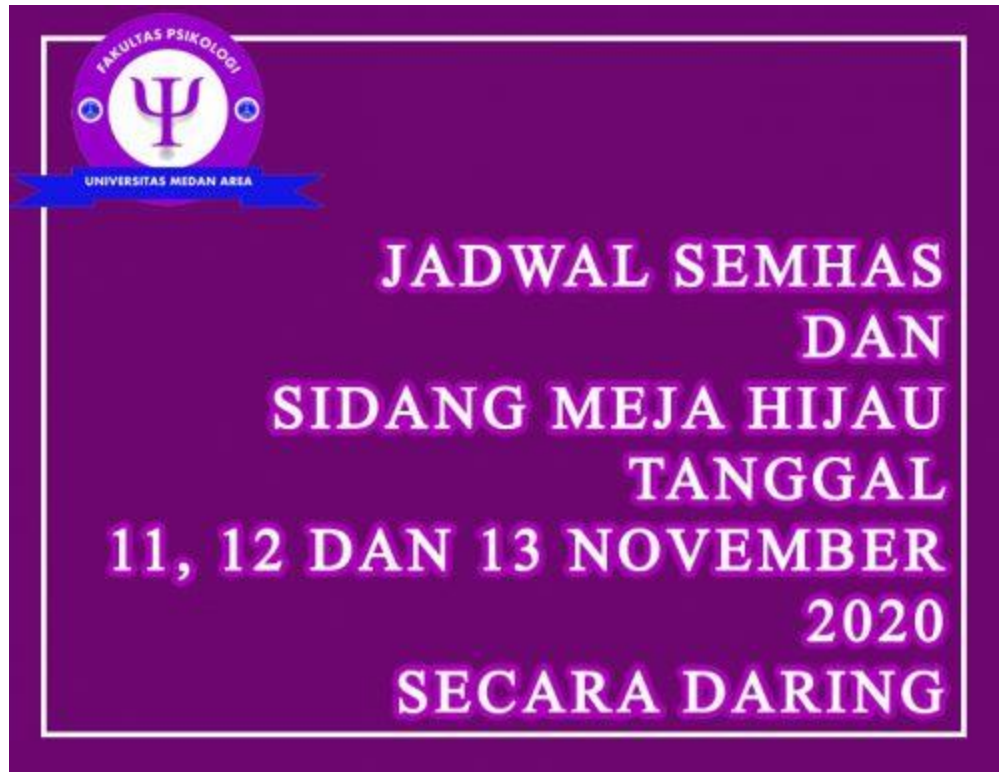 FAKULTAS PSIKOLOGI
Ψ
UNIVERSITAS MEDAN AREA
JADWAL SEMHAS
DAN
SIDANG MEJA HIJAU
TANGGAL
11, 12 DAN 13 NOVEMBER
2020
SECARA DARING